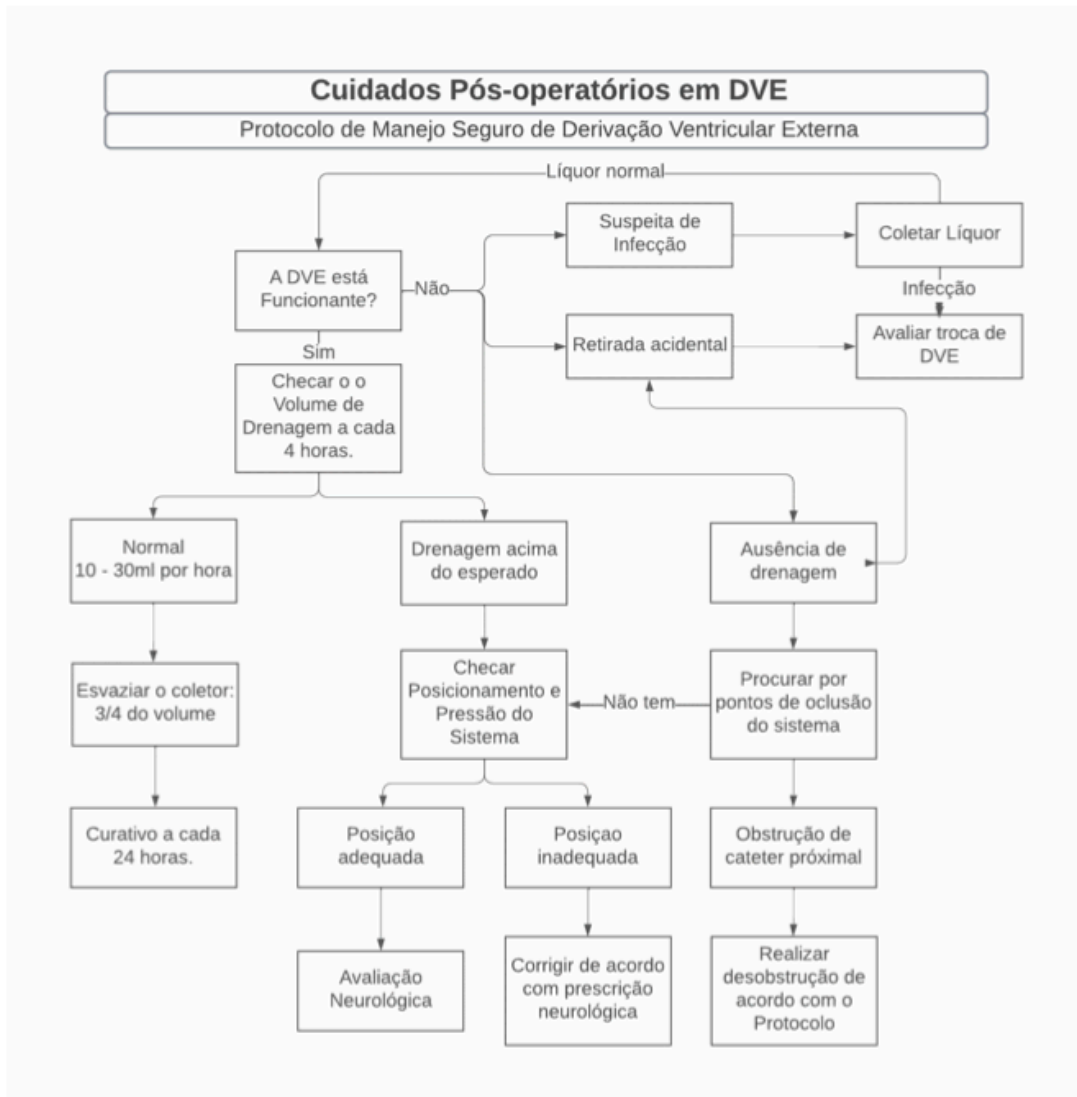 Cuidados Pós-operatórios em DVE
Protocolo de Manejo Seguro de Derivação Ventricular Externa
Líquor normal
Suspeita de
Infecção
Coletar Líquor
A DVE está
Funcionante?
Não
Infecção
Retirada acidental
Avaliar troca de
DVE
Sim
Checar o o
Volume de
Drenagem a cada
4 horas.
Normal
10 - 30ml por hora
Drenagem acima
do esperado
Ausência de
drenagem
Esvaziar o coletor:
3/4 do volume
Checar
Posicionamento e
Pressão do
Sistema
Não tem
Procurar por
pontos de oclusão
do sistema
Curativo a cada
24 horas.
Posição
adequada
Posiçao
inadequada
Obstrução de
cateter próximal
Avaliação
Neurológica
Corrigir de acordo
com prescrição
neurológica
Realizar
desobstrução de
acordo com o
Protocolo